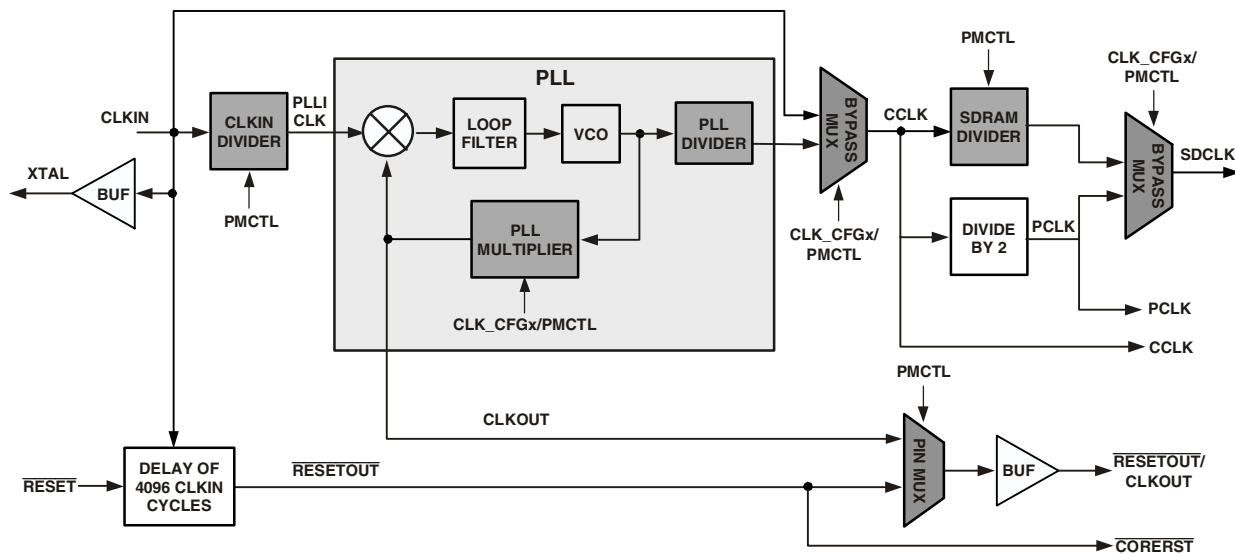 CLKIN
XTAL
BUF
CLKIN
DIVIDER
PMCTL
PLLI
CLK
PLL
LOOP
FILTER
VCO
PLL
DIVIDER
PLL
MULTIPLIER
CLK_CFGx/PMCTL
BYPASS
MUX
CLK_CFGx/
PMCTL
CCLK
PMCTL
SDRAM
DIVIDER
DIVIDE
BY 2
PCLK
CLK_CFGx/
PMCTL
BYPASS
MUX
SDCLK
PCLK
CCLK
CLKOUT
RESET
DELAY OF
4096 CLKIN
CYCLES
RESETOUT
PMCTL
PIN MUX
BUF
RESETOUT/
CLKOUT
CORERST